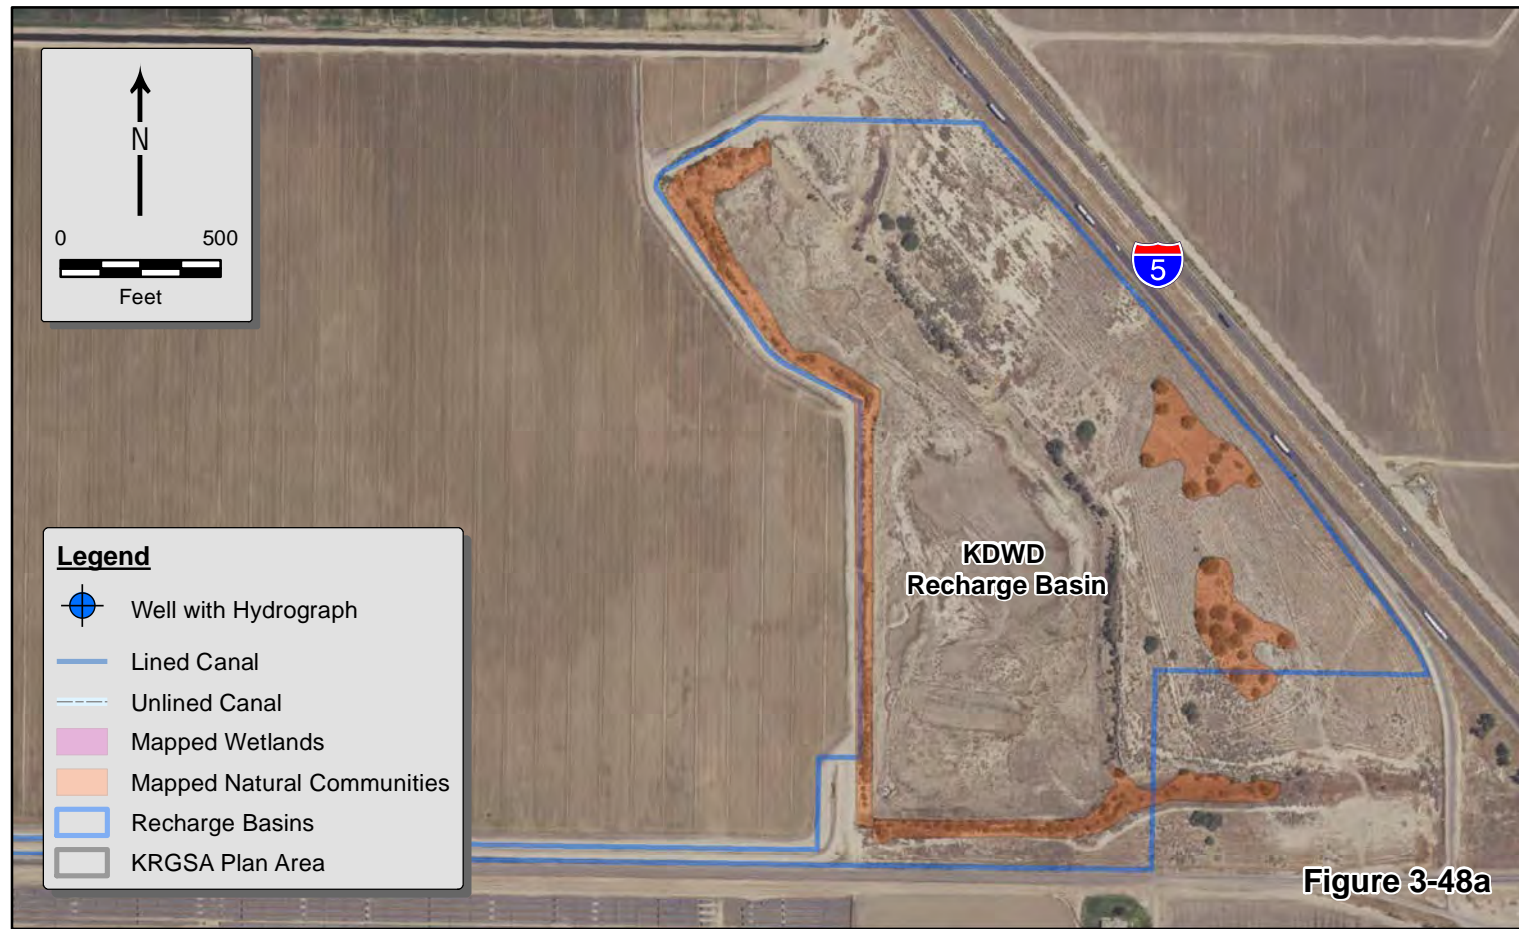 N
0 500
Feet
5
KDWD
Recharge Basin
Legend
Well with Hydrograph
Lined Canal
Unlined Canal
Mapped Wetlands
Mapped Natural Communities
Recharge Basins
KRGSA Plan Area
Figure 3-48a